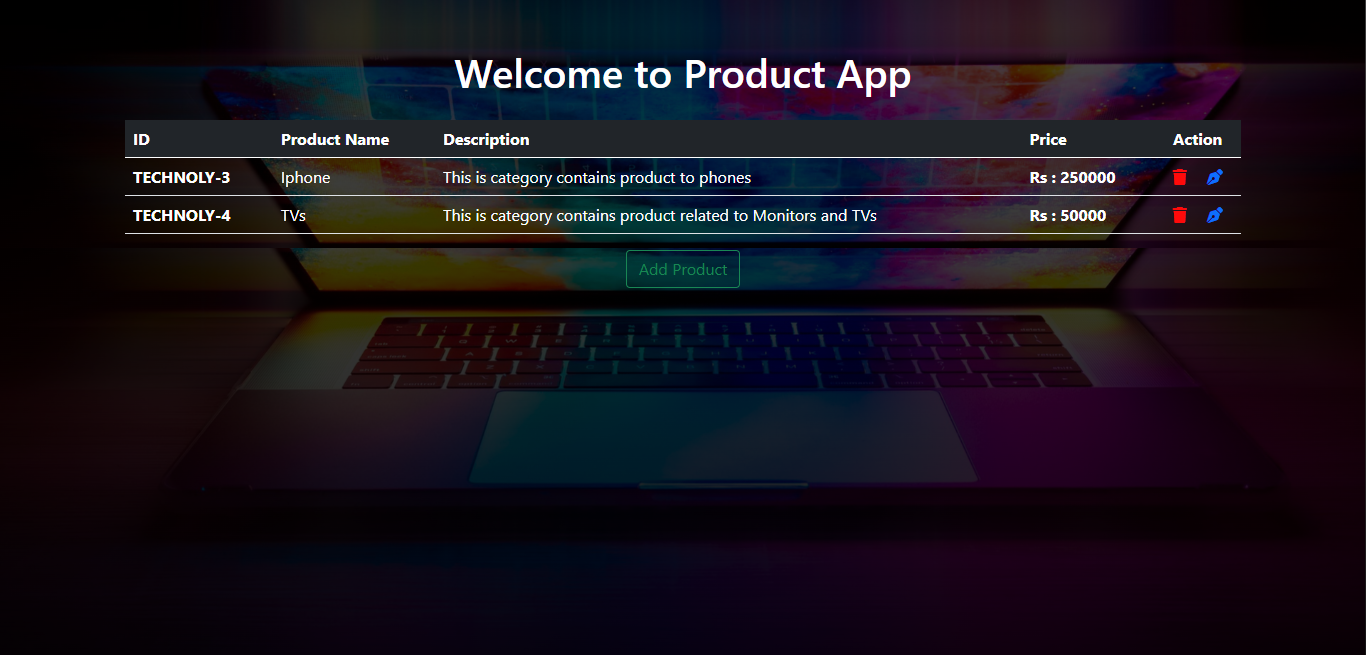 Welcome to Product App
ID Product Name Description Price Action
TECHNOLY-3 Iphone This is category contains product to phones Rs : 250000
TECHNOLY-4 TVs This is category contains product related to Monitors and TVs Rs : 50000
Add Product